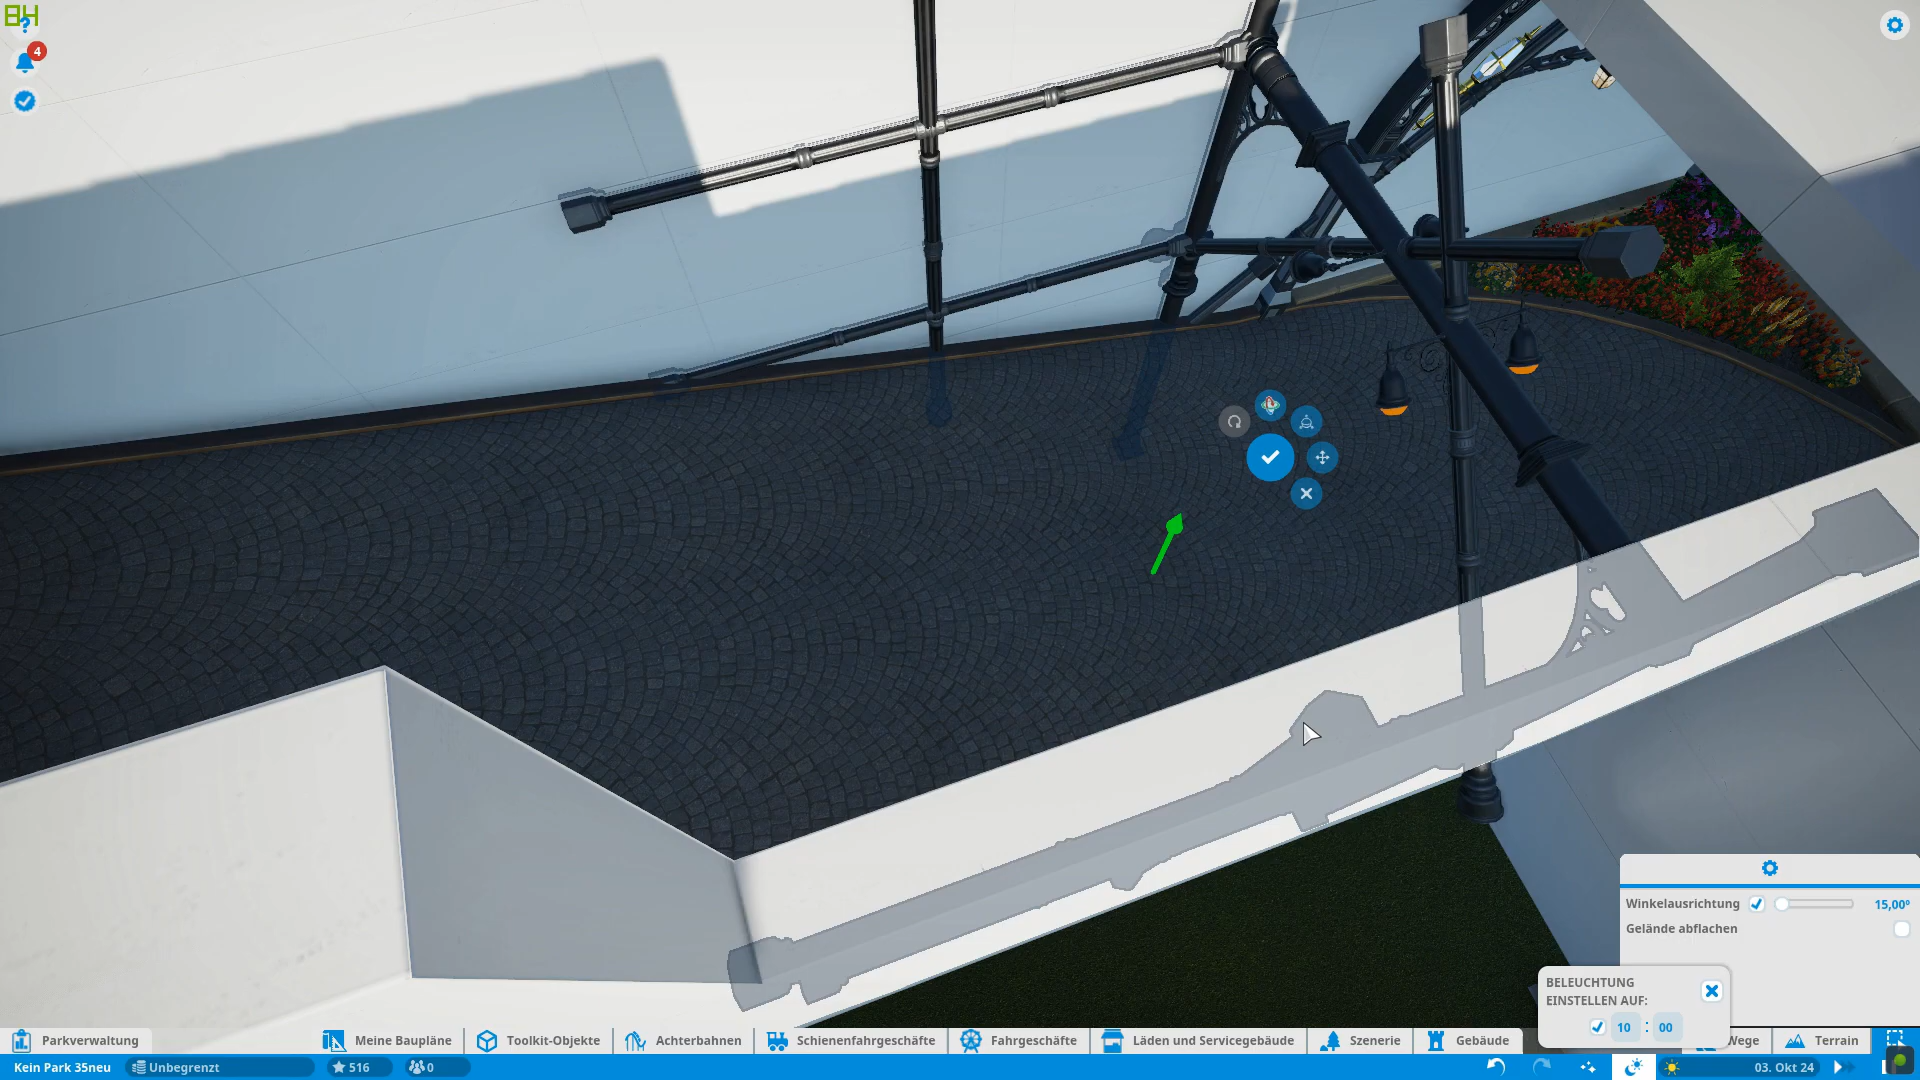 8H
?
4
Winkelausrichtung 15,00°
Gelände abflachen
BELEUCHTUNG
EINSTELLEN AUF:
10 : 00
Parkverwaltung Meine Baupläne Toolkit-Objekte Achterbahnen Schienenfahrgeschäfte Fahrgeschäfte Läden und Servicegebäude Szenerie Gebäude Wege Terrain
Kein Park 35neu Unbegrenzt 516 0 03. Okt 24